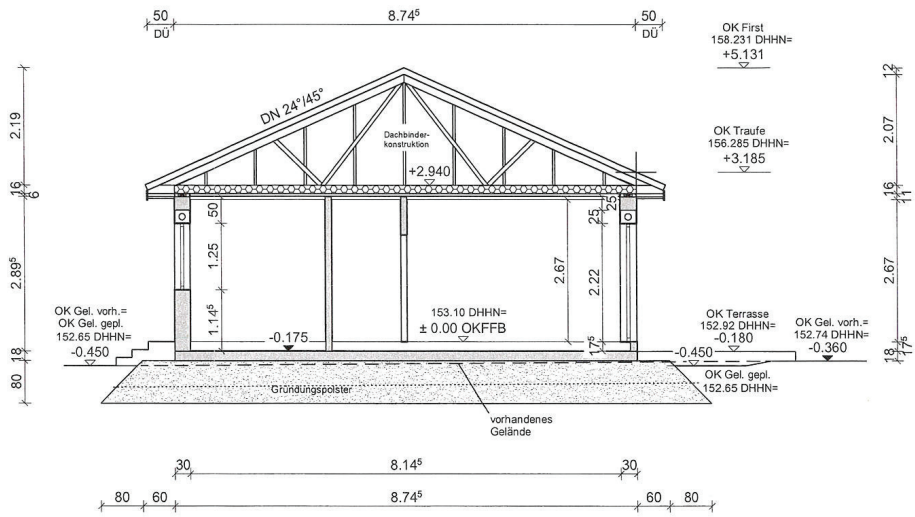 50 8.74⁵ 50
DÜ DÜ
OK First
158.231 DHHN=
+5.131
12
DN 24°/45°
2.19
2.07
Dachbinder-
konstruktion
OK Traufe
156.285 DHHN=
+3.185
+2.940
16
6
16
11
50
25
25
1.25
2.67
2.22
2.67
2.89⁵
1.14⁵
OK Gel. vorh.=
OK Gel. gepl.
152.65 DHHN=
-0.450
-0.175
153.10 DHHN=
± 0.00 OKFFB
17⁵
OK Terrasse
152.92 DHHN=
-0.180
OK Gel. vorh.=
152.74 DHHN=
-0.360
18
17⁵
18
80
-0.450
OK Gel. gepl.
152.65 DHHN=
Gründungspolster
vorhandenes
Gelände
30 8.14⁵ 30
80 60 8.74⁵ 60 80